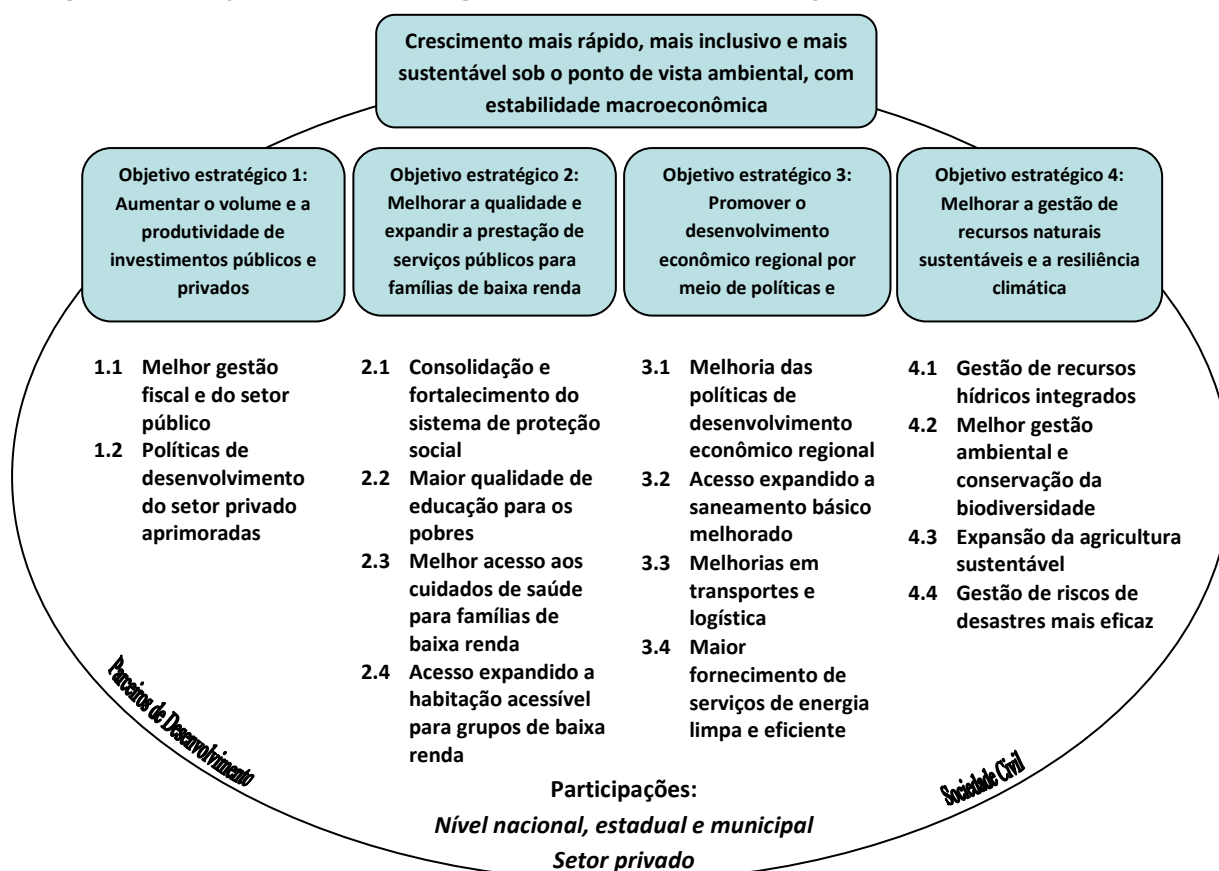 Crescimento mais rápido, mais inclusivo e mais
sustentável sob o ponto de vista ambiental, com
estabilidade macroeconômica
Objetivo estratégico 1:
Aumentar o volume e a
produtividade de
investimentos públicos e
privados
Objetivo estratégico 2:
Melhorar a qualidade e
expandir a prestação de
serviços públicos para
famílias de baixa renda
Objetivo estratégico 3:
Promover o
desenvolvimento
econômico regional por
meio de políticas e
Objetivo estratégico 4:
Melhorar a gestão de
recursos naturais
sustentáveis e a resiliência
climática
1.1 Melhor gestão
fiscal e do setor
público
1.2 Políticas de
desenvolvimento
do setor privado
aprimoradas
2.1 Consolidação e
fortalecimento do
sistema de proteção
social
2.2 Maior qualidade de
educação para os
pobres
2.3 Melhor acesso aos
cuidados de saúde
para famílias de
baixa renda
2.4 Acesso expandido a
habitação acessível
para grupos de baixa
renda
3.1 Melhoria das
políticas de
desenvolvimento
econômico regional
3.2 Acesso expandido a
saneamento básico
melhorado
3.3 Melhorias em
transportes e
logística
3.4 Maior
fornecimento de
serviços de energia
limpa e eficiente
4.1 Gestão de recursos
hídricos integrados
4.2 Melhor gestão
ambiental e
conservação da
biodiversidade
4.3 Expansão da agricultura
sustentável
4.4 Gestão de riscos de
desastres mais eficaz
Parceiros de Desenvolvimento
Sociedade Civil
Participações:
Nível nacional, estadual e municipal
Setor privado